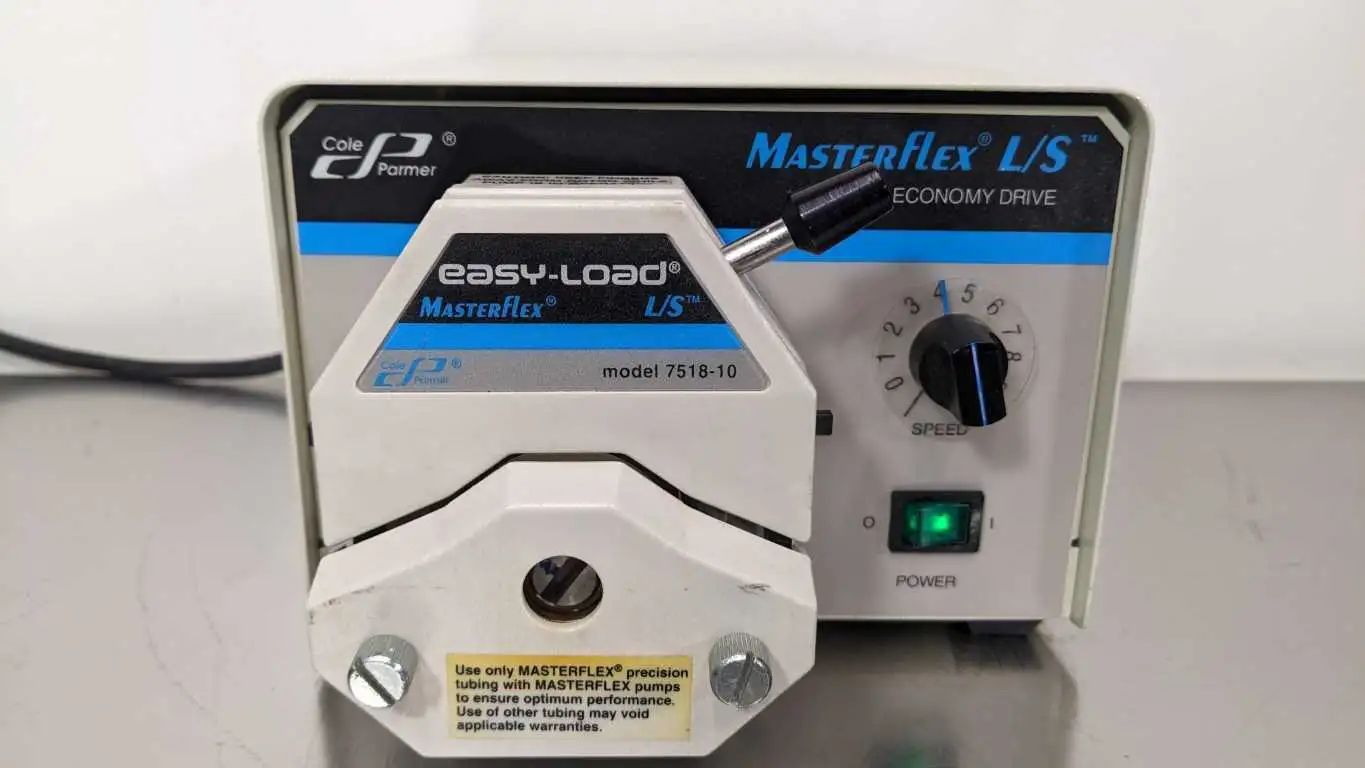 Cole Parmer ®
MASTERFLEX® L/S™
ECONOMY DRIVE
easy-LOAD®
MASTERFLEX® L/S™
Cole Parmer ®
model 7518-10
0 1 2 3 4 5 6 7 8
SPEED
O I
POWER
Use only MASTERFLEX® precision
tubing with MASTERFLEX pumps
to ensure optimum performance.
Use of other tubing may void
applicable warranties.